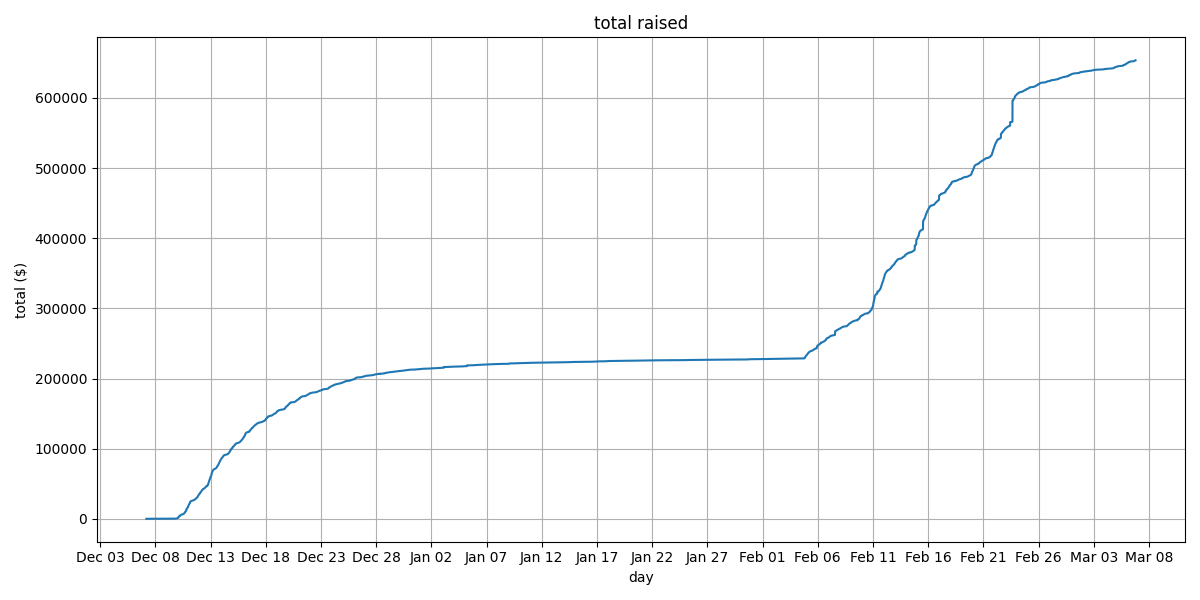 total raised
total ($)
600000
500000
400000
300000
200000
100000
0
Dec 03 Dec 08 Dec 13 Dec 18 Dec 23 Dec 28 Jan 02 Jan 07 Jan 12 Jan 17 Jan 22 Jan 27 Feb 01 Feb 06 Feb 11 Feb 16 Feb 21 Feb 26 Mar 03 Mar 08
day